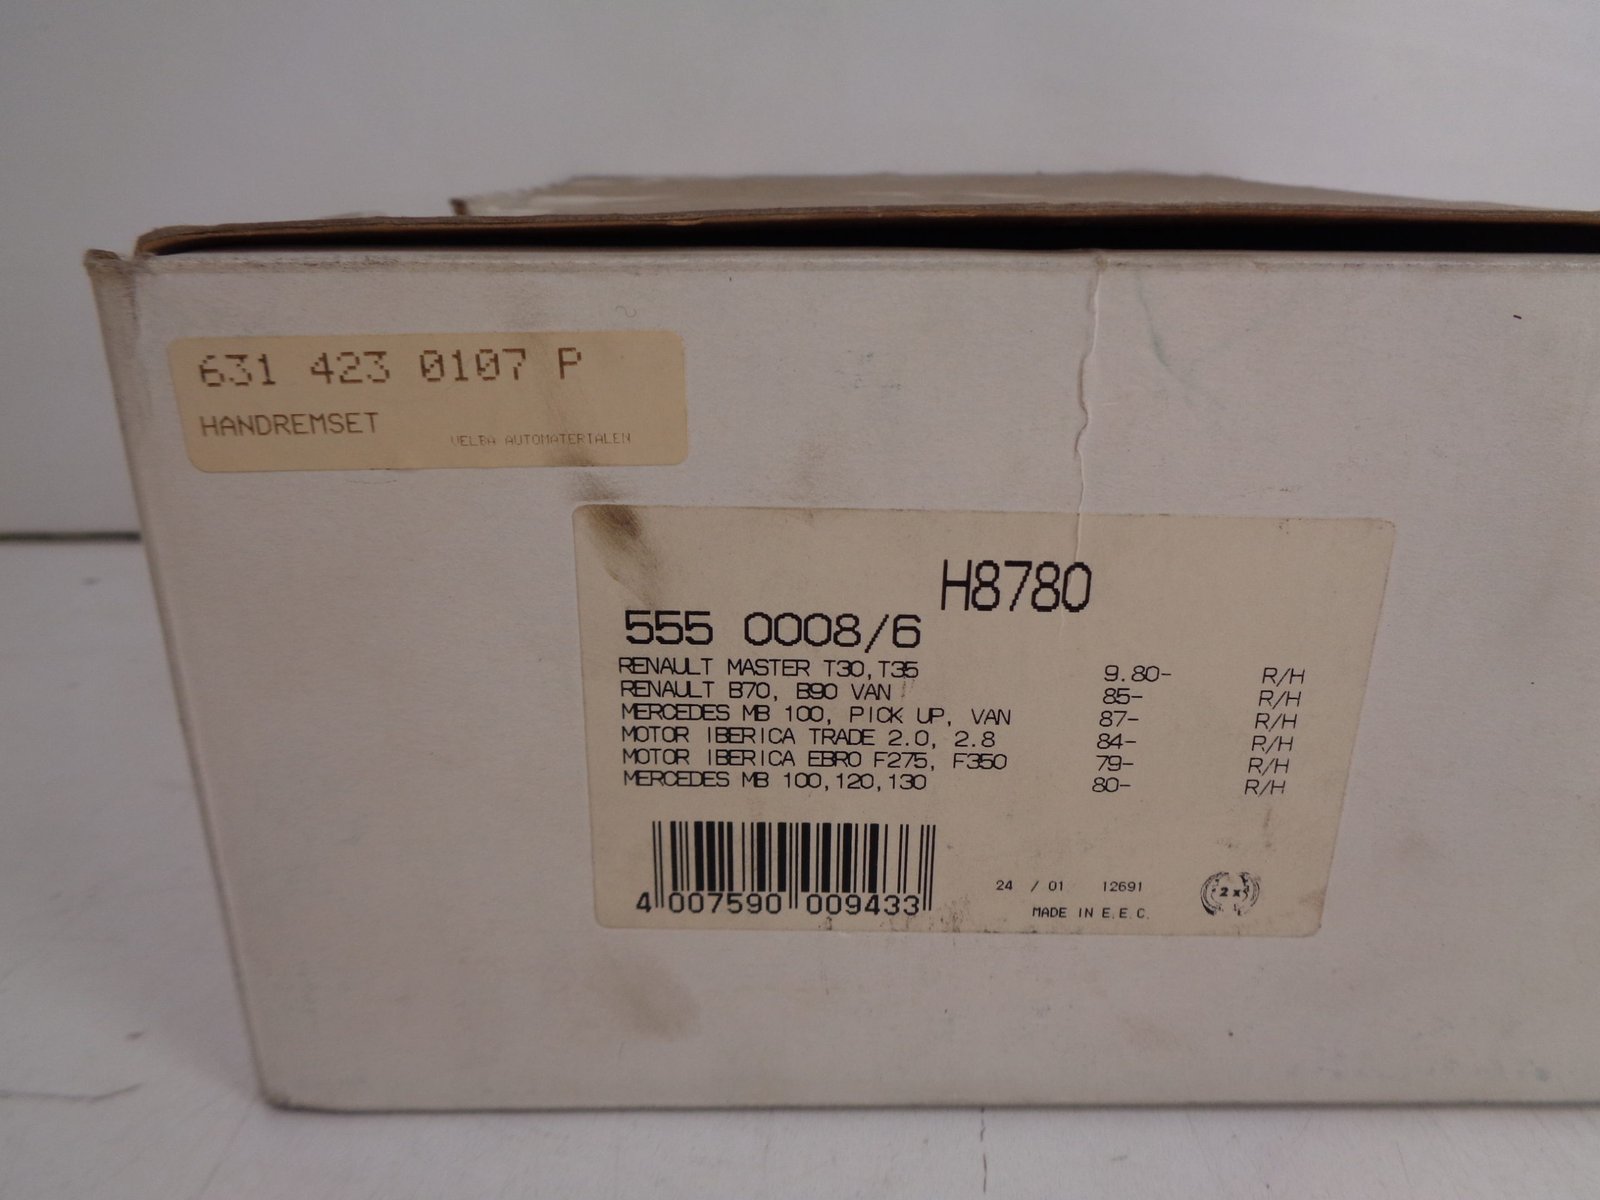 631 423 0107 P
HANDREMSET
VELBA AUTOMATERIALEN
H8780
555 0008/6
RENAULT MASTER T30,T35 9.80- R/H
RENAULT B70, B90 VAN 85- R/H
MERCEDES MB 100, PICK UP, VAN 87- R/H
MOTOR IBERICA TRADE 2.0, 2.8 84- R/H
MOTOR IBERICA EBRO F275, F350 79- R/H
MERCEDES MB 100,120,130 80- R/H
4 007590 009433
24 / 01 12691
2 x
MADE IN E.E.C.